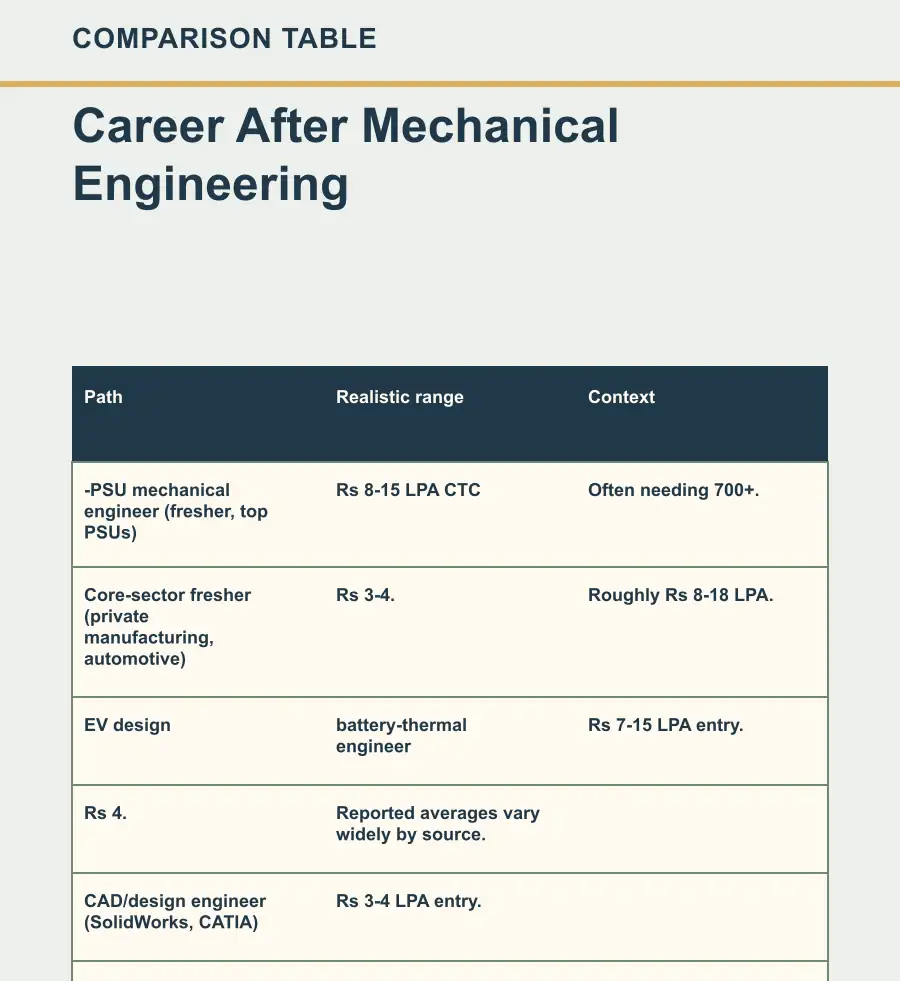 COMPARISON TABLE
Career After Mechanical
Engineering
Path
Realistic range
Context
-PSU mechanical
engineer (fresher, top
PSUs)
Rs 8-15 LPA CTC
Often needing 700+.
Core-sector fresher
(private
manufacturing,
automotive)
Rs 3-4.
Roughly Rs 8-18 LPA.
EV design
battery-thermal
engineer
Rs 7-15 LPA entry.
Rs 4.
Reported averages vary
widely by source.
CAD/design engineer
(SolidWorks, CATIA)
Rs 3-4 LPA entry.